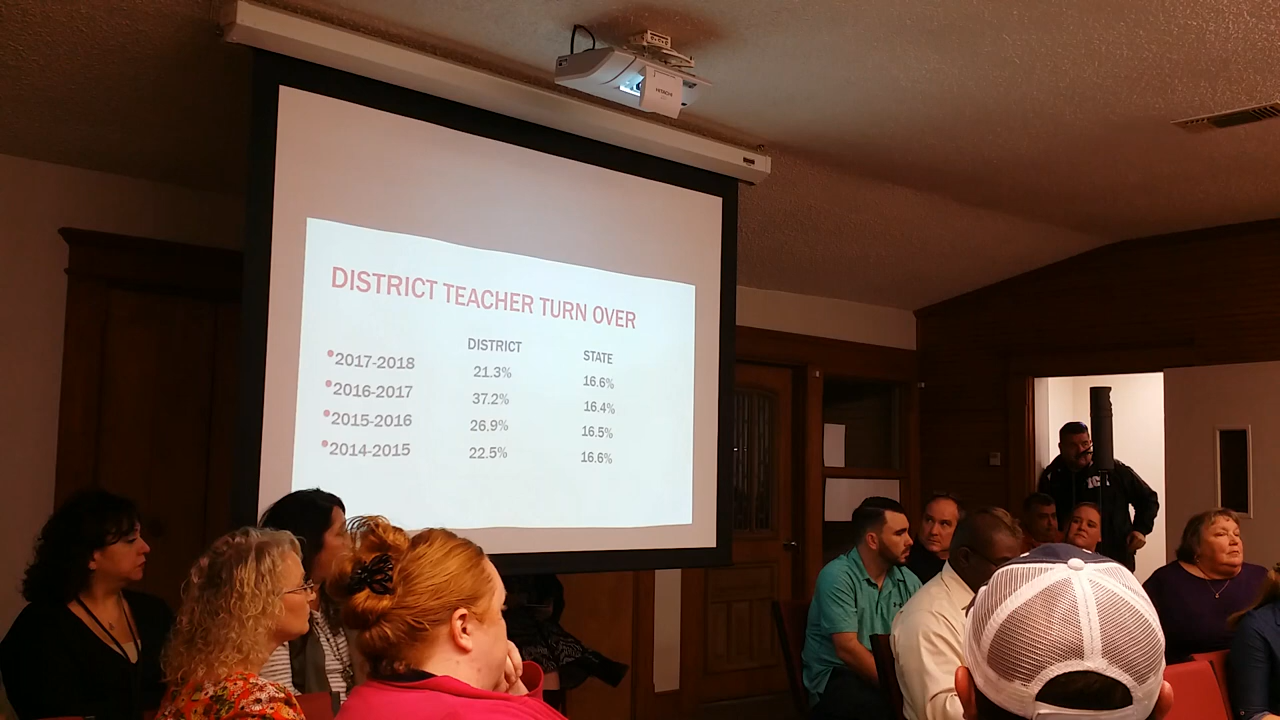 HITACHI
DISTRICT TEACHER TURN OVER
DISTRICT STATE
•2017-2018 21.3% 16.6%
•2016-2017 37.2% 16.4%
•2015-2016 26.9% 16.5%
•2014-2015 22.5% 16.6%